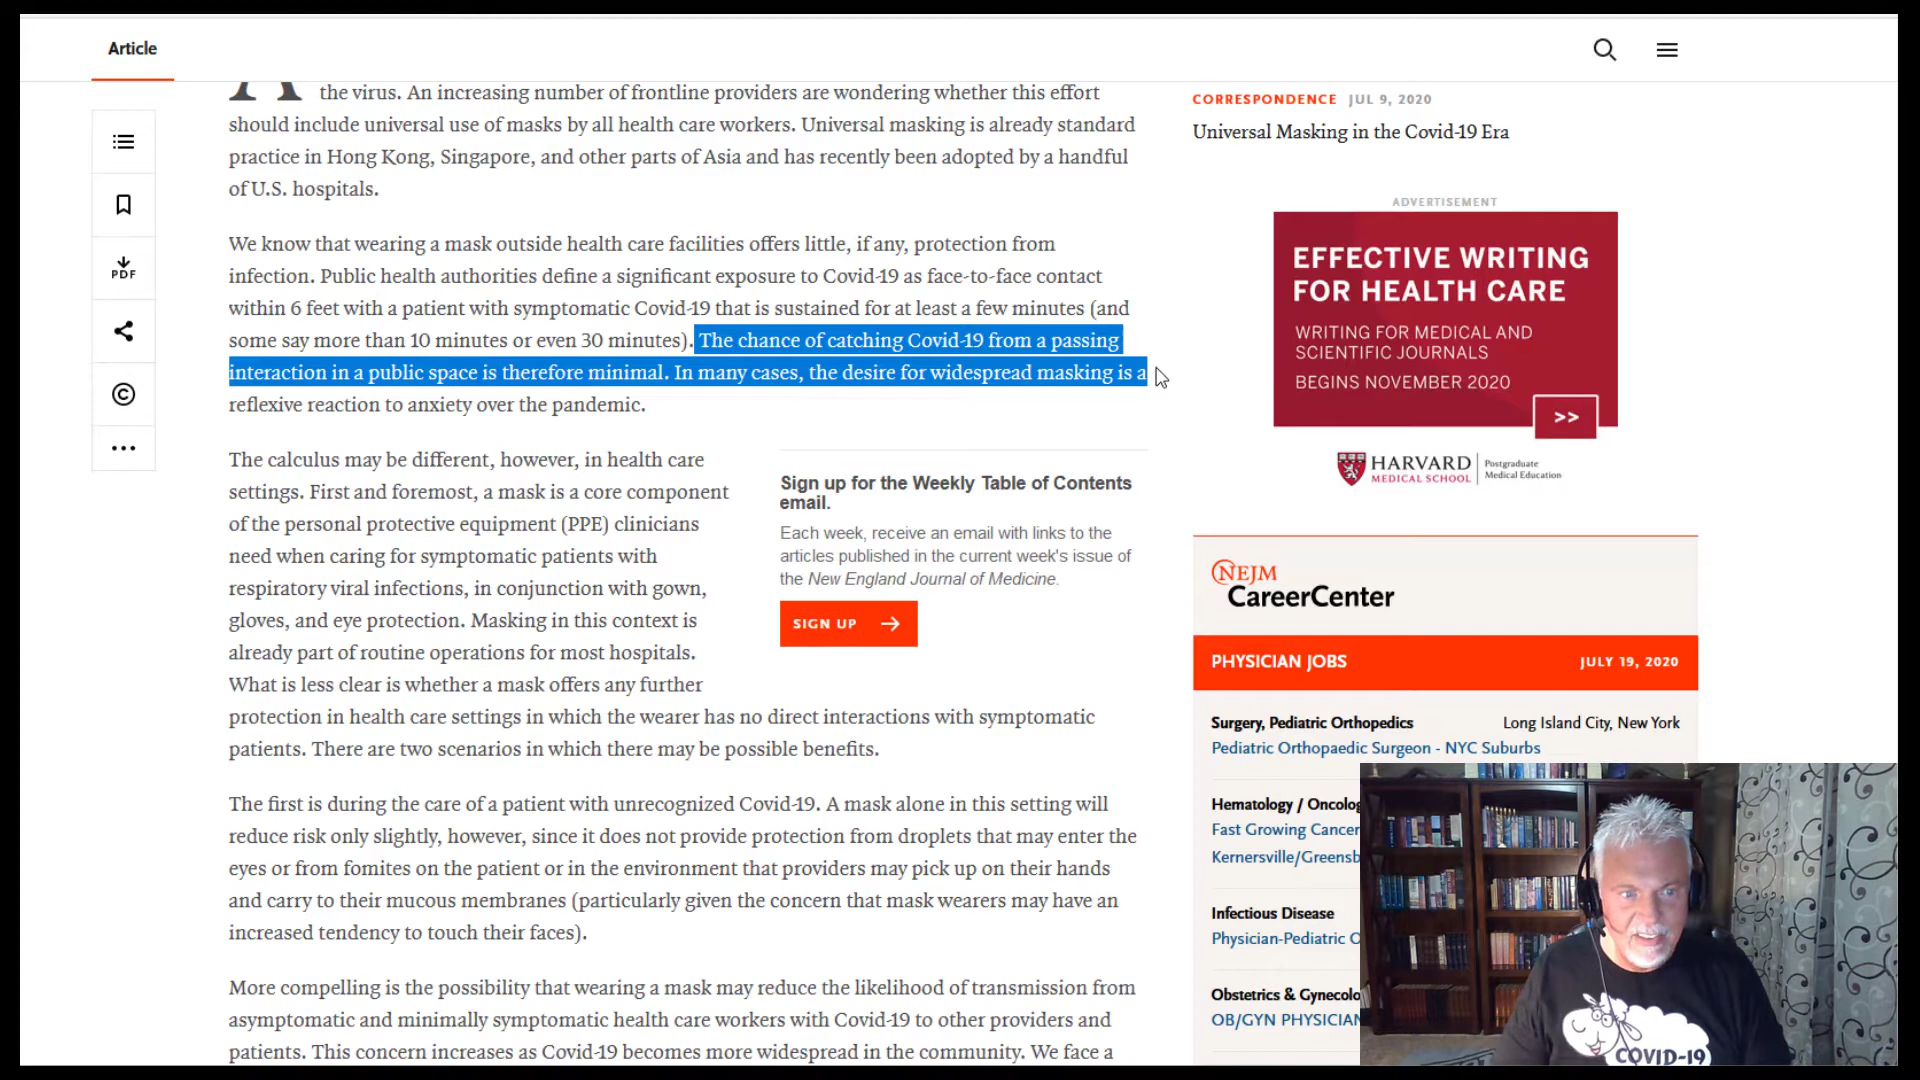 Article
the virus. An increasing number of frontline providers are wondering whether this effort
should include universal use of masks by all health care workers. Universal masking is already standard
practice in Hong Kong, Singapore, and other parts of Asia and has recently been adopted by a handful
of U.S. hospitals.
We know that wearing a mask outside health care facilities offers little, if any, protection from
infection. Public health authorities define a significant exposure to Covid-19 as face-to-face contact
within 6 feet with a patient with symptomatic Covid-19 that is sustained for at least a few minutes (and
some say more than 10 minutes or even 30 minutes). The chance of catching Covid-19 from a passing
interaction in a public space is therefore minimal. In many cases, the desire for widespread masking is a
reflexive reaction to anxiety over the pandemic.
The calculus may be different, however, in health care
settings. First and foremost, a mask is a core component
of the personal protective equipment (PPE) clinicians
need when caring for symptomatic patients with
respiratory viral infections, in conjunction with gown,
gloves, and eye protection. Masking in this context is
already part of routine operations for most hospitals.
What is less clear is whether a mask offers any further
protection in health care settings in which the wearer has no direct interactions with symptomatic
patients. There are two scenarios in which there may be possible benefits.
The first is during the care of a patient with unrecognized Covid-19. A mask alone in this setting will
reduce risk only slightly, however, since it does not provide protection from droplets that may enter the
eyes or from fomites on the patient or in the environment that providers may pick up on their hands
and carry to their mucous membranes (particularly given the concern that mask wearers may have an
increased tendency to touch their faces).
More compelling is the possibility that wearing a mask may reduce the likelihood of transmission from
asymptomatic and minimally symptomatic health care workers with Covid-19 to other providers and
patients. This concern increases as Covid-19 becomes more widespread in the community. We face a
PDF
Sign up for the Weekly Table of Contents
email.
Each week, receive an email with links to the
articles published in the current week's issue of
the New England Journal of Medicine.
SIGN UP
CORRESPONDENCE JUL 9, 2020
Universal Masking in the Covid-19 Era
ADVERTISEMENT
EFFECTIVE WRITING
FOR HEALTH CARE
WRITING FOR MEDICAL AND
SCIENTIFIC JOURNALS
BEGINS NOVEMBER 2020
>>
HARVARD
MEDICAL SCHOOL
Postgraduate
Medical Education
NEJM
CareerCenter
PHYSICIAN JOBS JULY 19, 2020
Surgery, Pediatric Orthopedics Long Island City, New York
Pediatric Orthopaedic Surgeon - NYC Suburbs
Hematology / Oncolog
Fast Growing Cancer
Kernersville/Greensb
Infectious Disease
Physician-Pediatric
Obstetrics & Gynecolo
OB/GYN PHYSICIAN
COVID-19